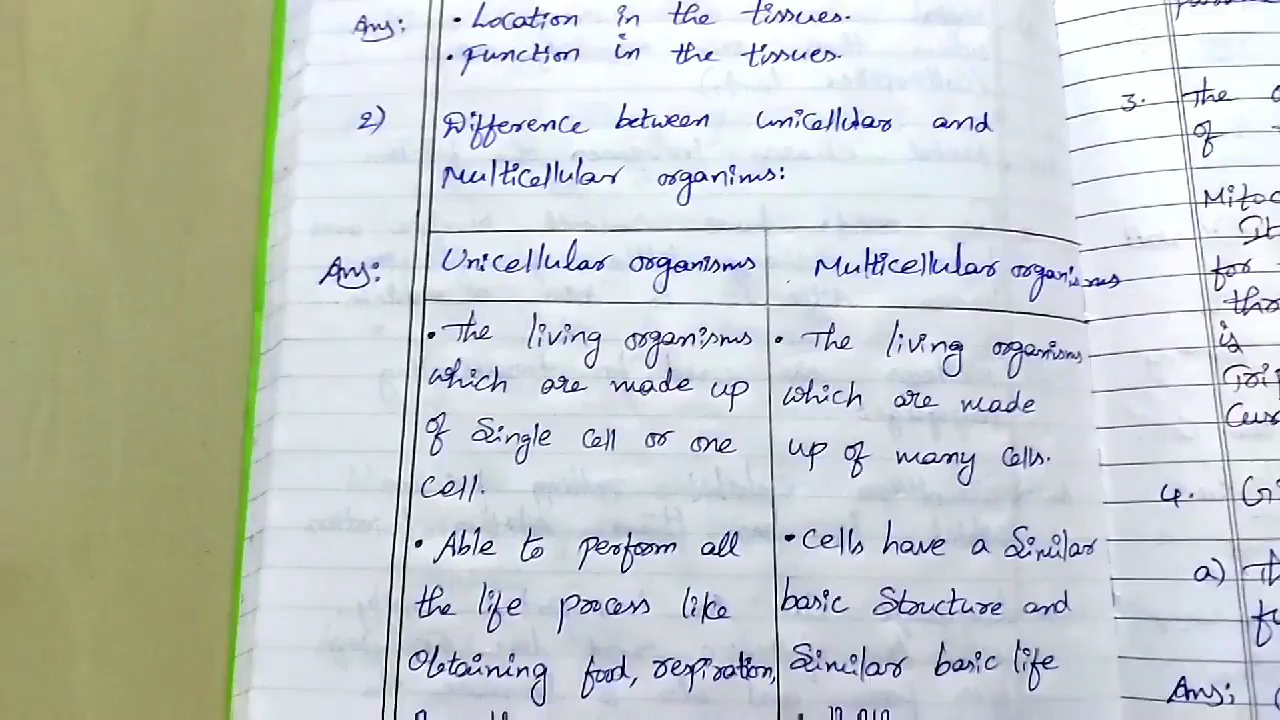 Ans: • Location in the tissues.
• Function in the tissues.
2) Difference between unicellular and
Multicellular organims:
Ans: Unicellular organisms Multicellular organisms
• The living organisms
which are made up
of Single cell or one
cell.
• Able to perform all
the life process like
Obtaining food, respiration,
• The living organisms
which are made
up of many cells.
• Cells have a Similar
basic Structure and
Similar basic life
3. The
of
for
is
4.
a)
Ans: